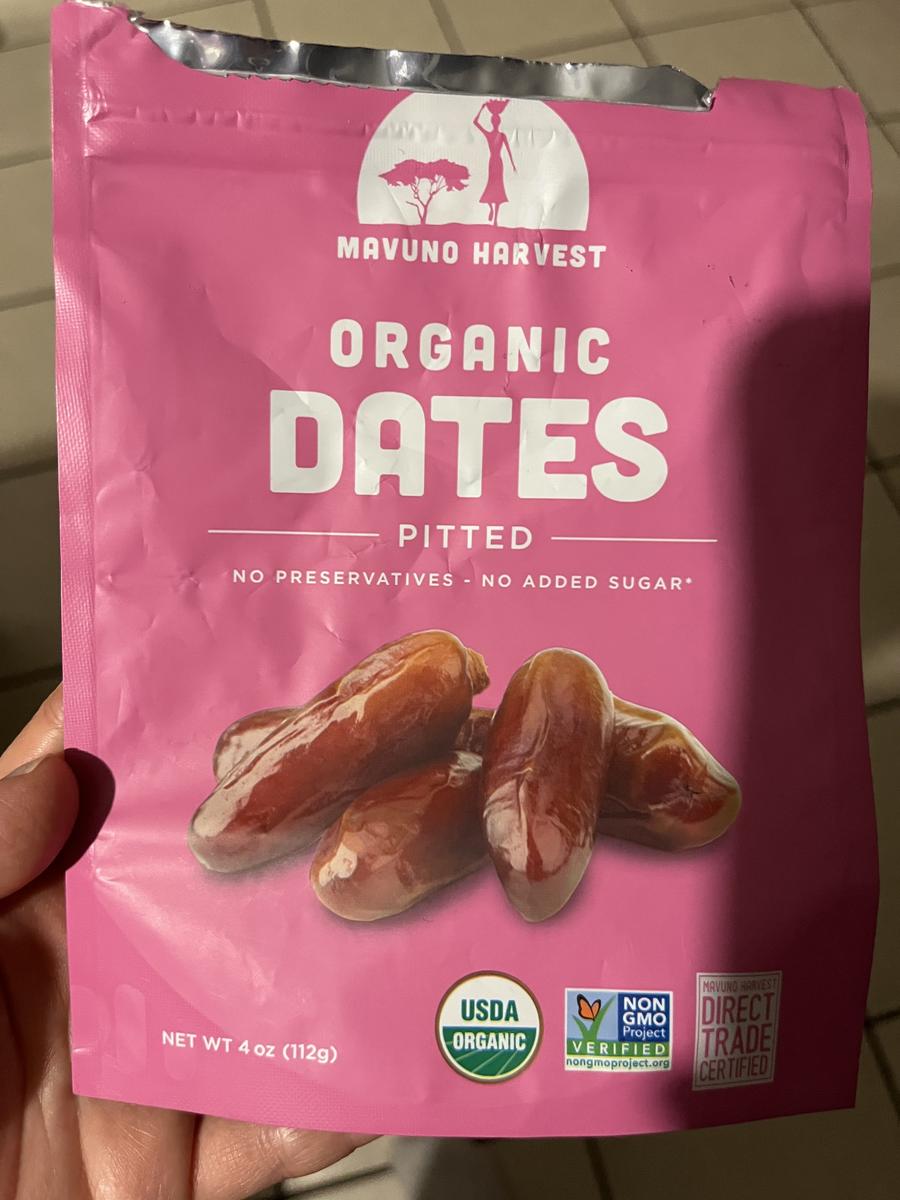 MAVUNO HARVEST
ORGANIC
DATES
PITTED
NO PRESERVATIVES - NO ADDED SUGAR*
NET WT 4 oz (112g)
USDA
ORGANIC
NON
GMO
Project
VERIFIED
nongmoproject.org
MAVUNO HARVEST
DIRECT
TRADE
CERTIFIED